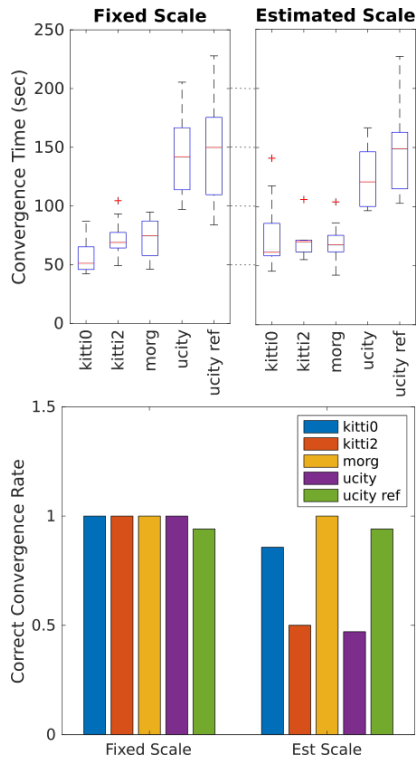 Fixed Scale
Estimated Scale
Convergence Time (sec)
250
200
150
100
50
0
kitti0
kitti2
morg
ucity
ucity ref
kitti0
kitti2
morg
ucity
ucity ref
Correct Convergence Rate
1.5
1
0.5
0
kitti0
kitti2
morg
ucity
ucity ref
Fixed Scale
Est Scale